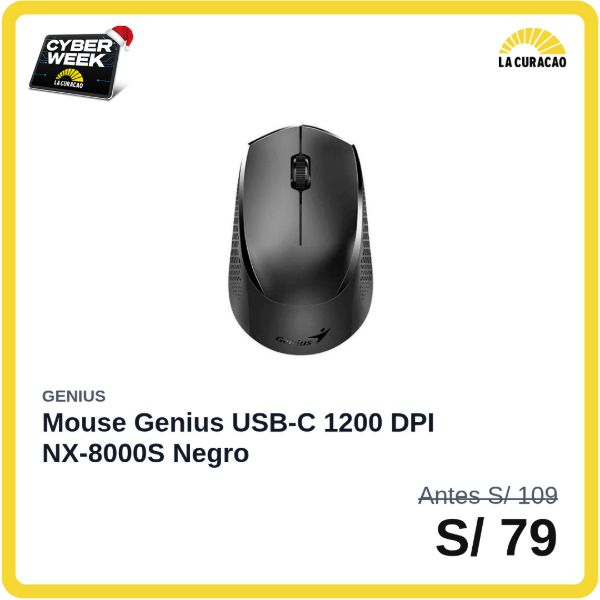 CYBER
WEEK
LA CURACAO
LA CURACAO
Genius
GENIUS
Mouse Genius USB-C 1200 DPI
NX-8000S Negro
Antes S/ 109
S/ 79